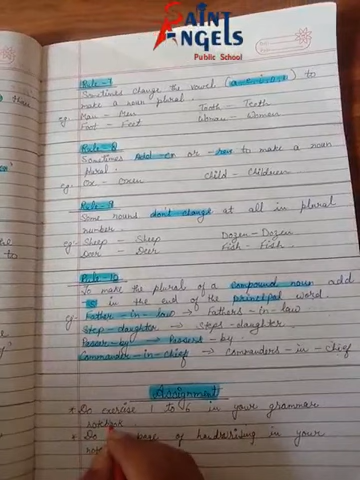 SAINT
ANGELS
Public School
Rule-7
Sometimes change the vowel (a-e-i-o-u) to
make a noun plural.
eg: Man - Men Tooth - Teeth
Foot - Feet Woman - Women
Rule-8
Sometimes Add -en or -ren to make a noun
plural.
eg: Ox - Oxen Child - Children
Rule-9
Some nouns don't change at all in plural
number.
eg:- Sheep - Sheep Dozen - Dozen
Deer - Deer Fish - Fish.
Rule-10
To make the plural of a compound noun add
in the end of the principal word.
eg:- Father-in-law → Fathers-in-law
Step-daughter → Steps-daughter.
Passer-by → Passers-by.
Commander-in-chief → Commanders-in-chief
Assignment
* Do exercise 1 to 6 in your grammar
notebook.
* Do page of handwriting in your